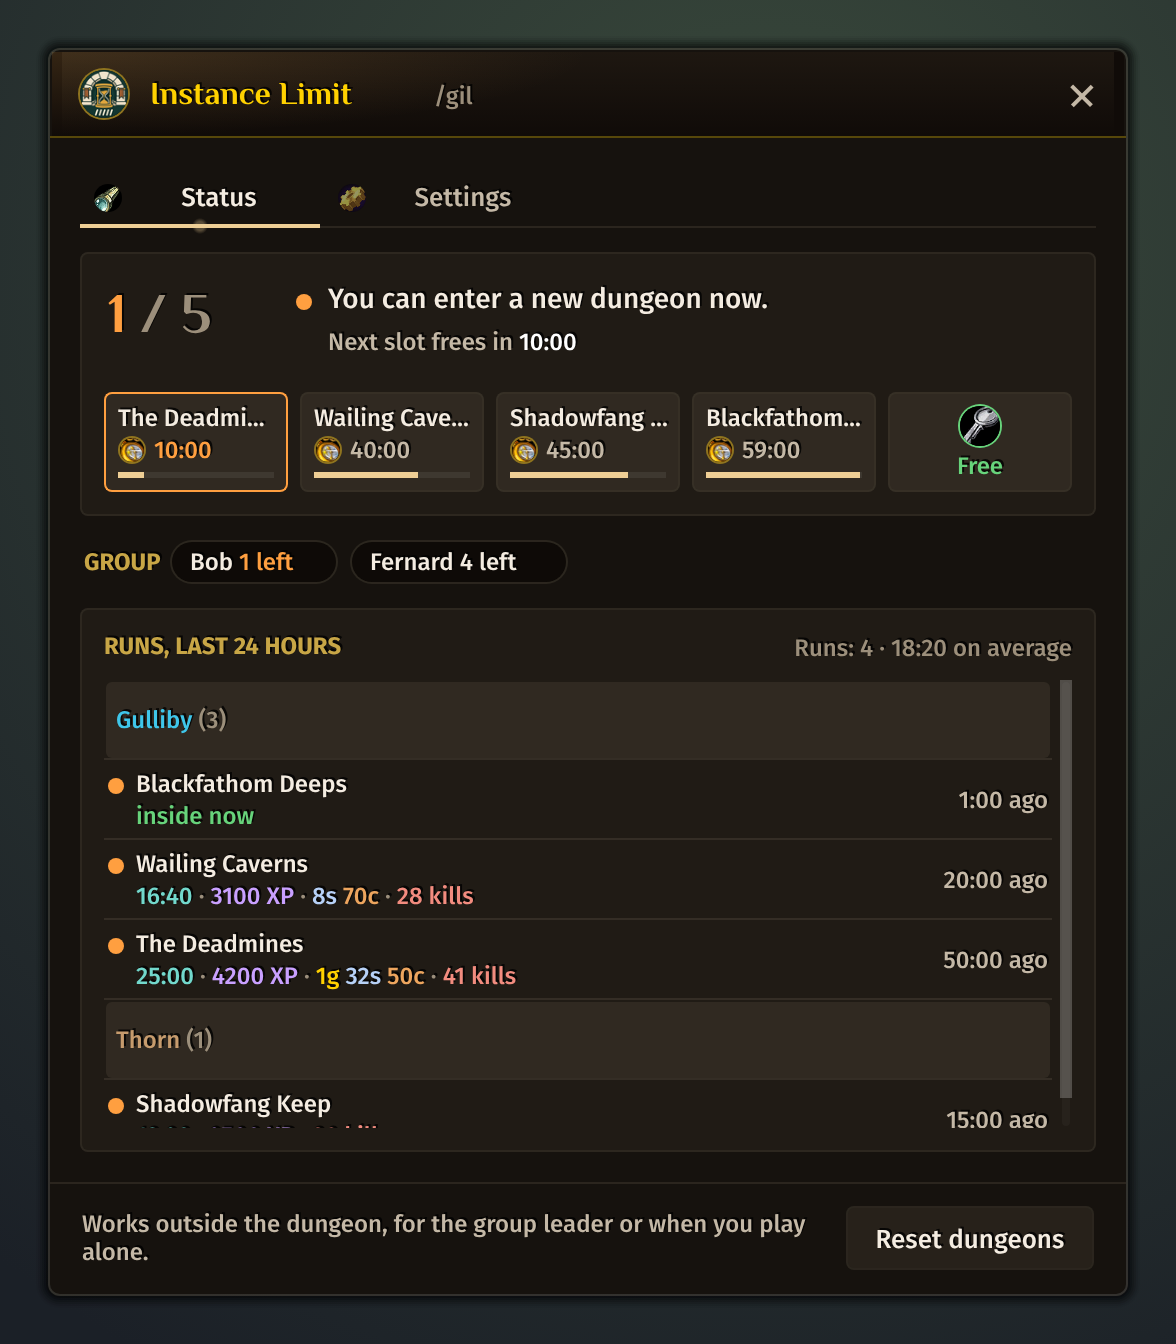 Instance Limit /gil
Status Settings
1 / 5
You can enter a new dungeon now.
Next slot frees in 10:00
The Deadmi...
10:00
Wailing Cave...
40:00
Shadowfang ...
45:00
Blackfathom...
59:00
Free
GROUP Bob 1 left Fernard 4 left
RUNS, LAST 24 HOURS
Runs: 4 · 18:20 on average
Gulliby (3)
Blackfathom Deeps
inside now
1:00 ago
Wailing Caverns
16:40 · 3100 XP · 8s 70c · 28 kills
20:00 ago
The Deadmines
25:00 · 4200 XP · 1g 32s 50c · 41 kills
50:00 ago
Thorn (1)
Shadowfang Keep
15:00 ago
Works outside the dungeon, for the group leader or when you play
alone.
Reset dungeons